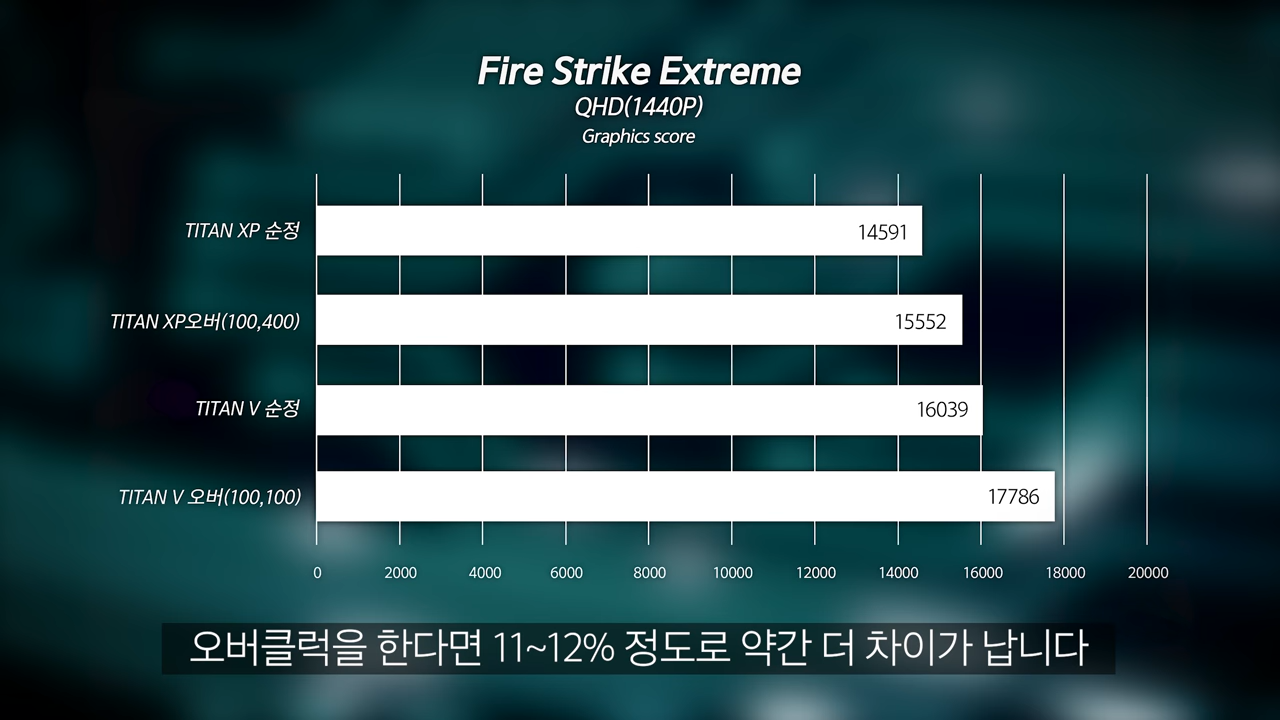 Fire Strike Extreme
QHD(1440P)
Graphics score
TITAN XP 순정
14591
TITAN XP오버(100,400)
15552
TITAN V 순정
16039
TITAN V 오버(100,100)
17786
0 2000 4000 6000 8000 10000 12000 14000 16000 18000 20000
오버클럭을 한다면 11~12% 정도로 약간 더 차이가 납니다